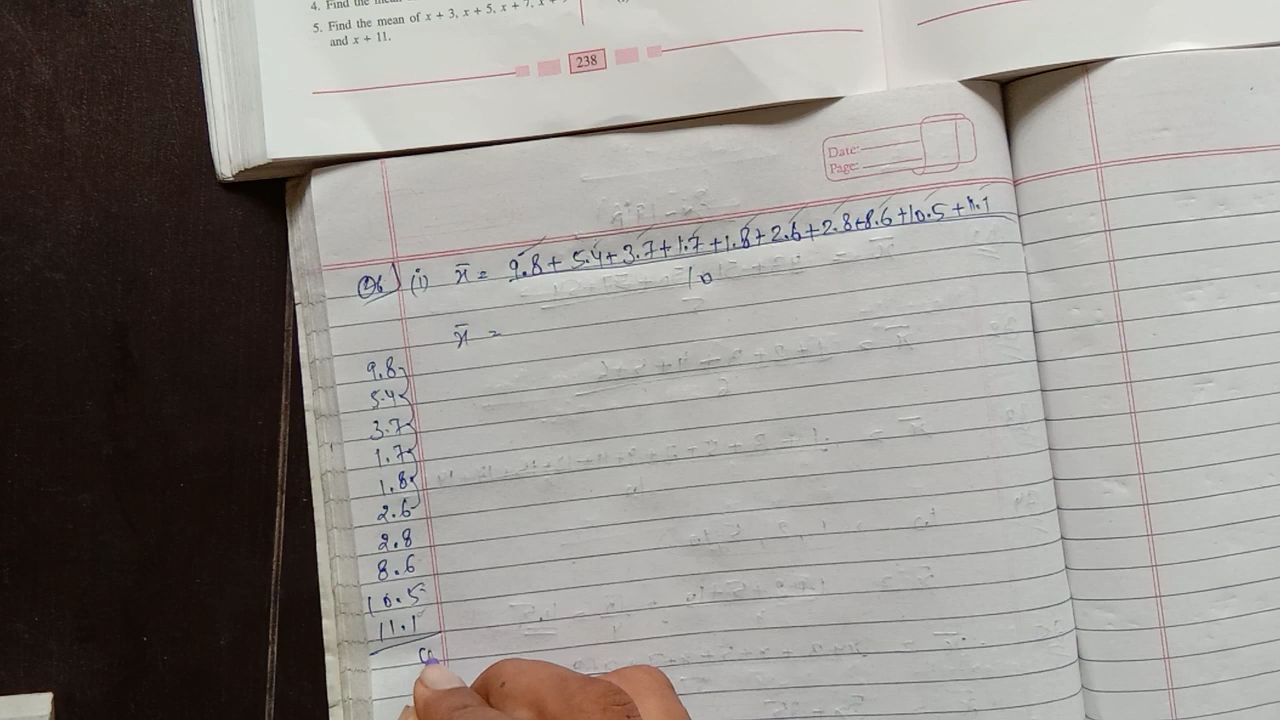 4. Find the mean
5. Find the mean of x + 3, x + 5, x + 7, x +
and x + 11.
238
Date:
Page:
Q6) (i) x̄ = 9.8 + 5.4 + 3.7 + 1.7 + 1.8 + 2.6 + 2.8 + 8.6 + 10.5 + 11.1
10
x̄ =
9.8
5.4
3.7
1.7
1.8
2.6
2.8
8.6
10.5
11.1